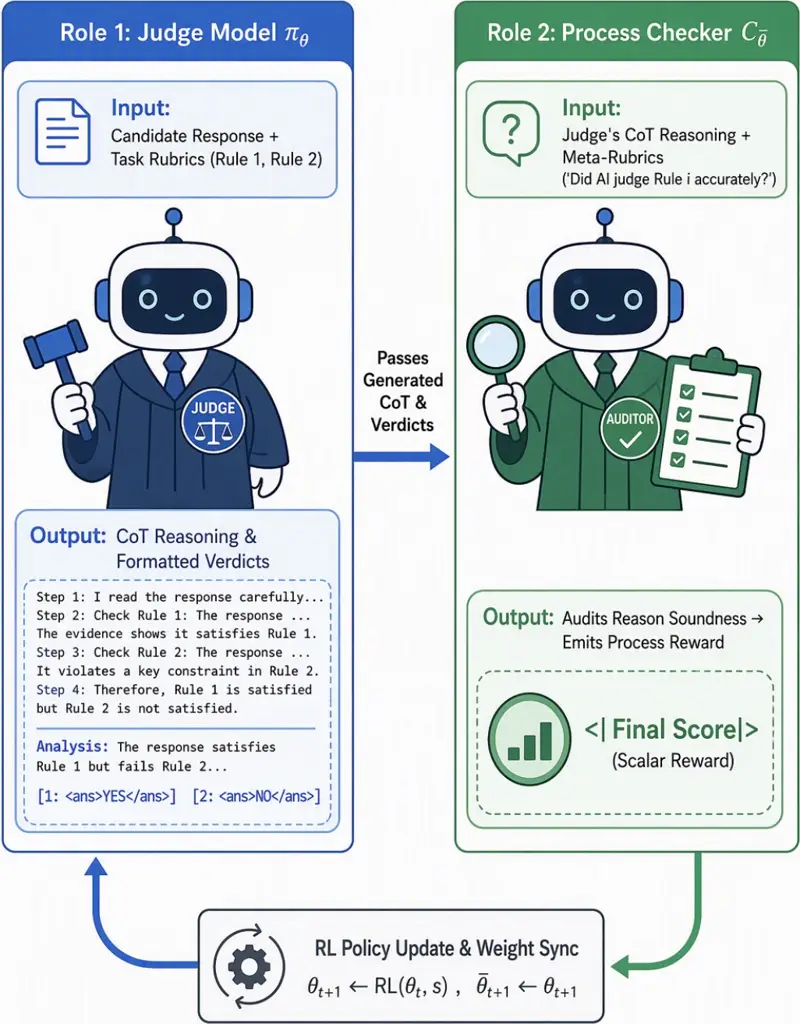 Role 1: Judge Model π_θ
Input:
Candidate Response +
Task Rubrics (Rule 1, Rule 2)
JUDGE
Output: CoT Reasoning &
Formatted Verdicts
Step 1: I read the response carefully...
Step 2: Check Rule 1: The response ...
The evidence shows it satisfies Rule 1.
Step 3: Check Rule 2: The response ...
It violates a key constraint in Rule 2.
Step 4: Therefore, Rule 1 is satisfied
but Rule 2 is not satisfied.
Analysis: The response satisfies
Rule 1 but fails Rule 2...
[1: <ans>YES</ans>] [2: <ans>NO</ans>]
Passes
Generated
CoT &
Verdicts
Role 2: Process Checker C_θ̄
?
Input:
Judge's CoT Reasoning +
Meta-Rubrics
('Did AI judge Rule i accurately?')
AUDITOR
Output: Audits Reason Soundness →
Emits Process Reward
<| Final Score|>
(Scalar Reward)
RL Policy Update & Weight Sync
θ_{t+1} ← RL(θ_t, s) , θ̄_{t+1} ← θ_{t+1}